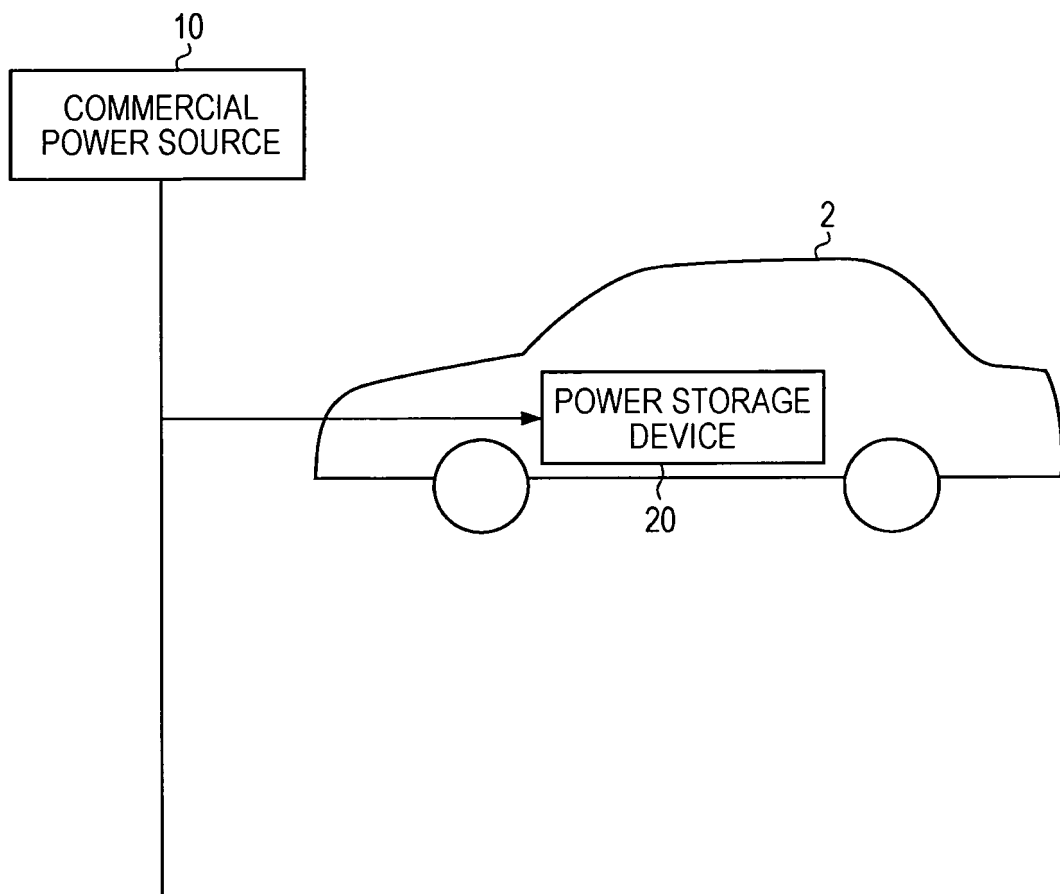 10
COMMERCIAL
POWER SOURCE
2
POWER STORAGE
DEVICE
20